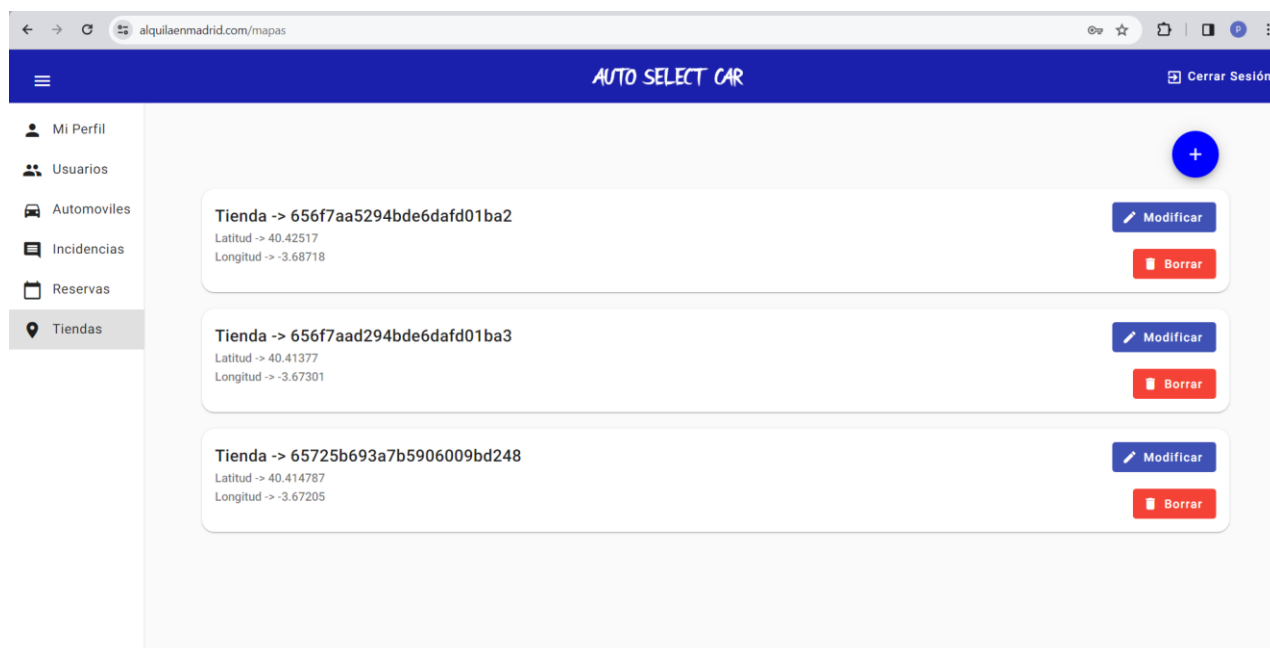 alquilaenmadrid.com/mapas
P
AUTO SELECT CAR
Cerrar Sesión
Mi Perfil
Usuarios
Automoviles
Incidencias
Reservas
Tiendas
+
Tienda -> 656f7aa5294bde6dafd01ba2
Latitud -> 40.42517
Longitud -> -3.68718
Modificar
Borrar
Tienda -> 656f7aad294bde6dafd01ba3
Latitud -> 40.41377
Longitud -> -3.67301
Modificar
Borrar
Tienda -> 65725b693a7b5906009bd248
Latitud -> 40.414787
Longitud -> -3.67205
Modificar
Borrar